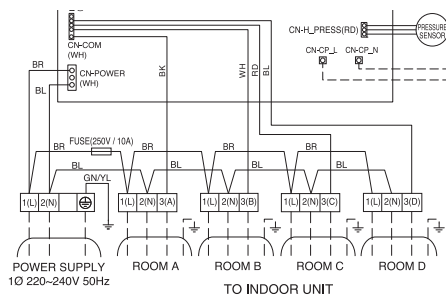 CN-COM
(WH)
CN-H_PRESS(RD)
PRESSURE
SENSOR
CN-CP_L
CN-CP_N
BR
CN-POWER
(WH)
BL
BK
WH
RD
BL
FUSE(250V / 10A)
BR
BR
BR
BR
BL
BL
BL
GN/YL
1(L) 2(N)
1(L) 2(N) 3(A)
1(L) 2(N) 3(B)
1(L) 2(N) 3(C)
1(L) 2(N) 3(D)
POWER SUPPLY
1Ø 220~240V 50Hz
ROOM A
ROOM B
ROOM C
ROOM D
TO INDOOR UNIT